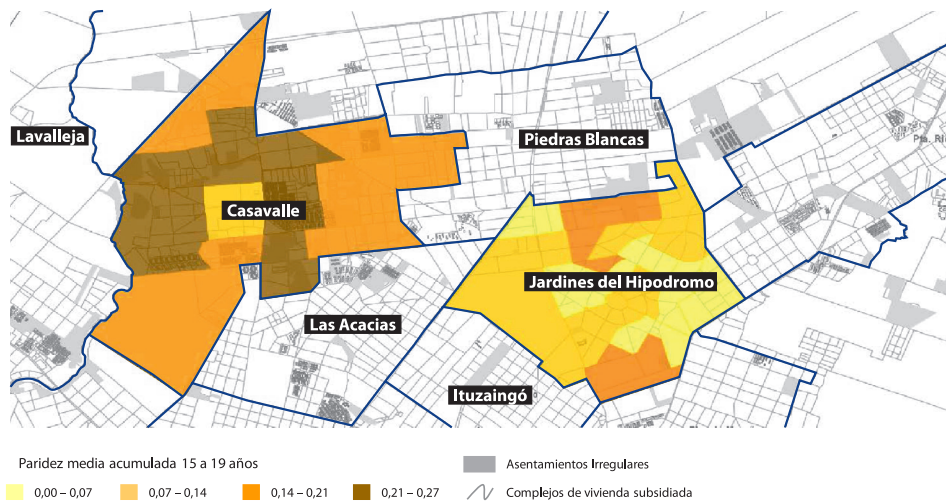 Lavalleja
Piedras Blancas
Casavalle
Jardines del Hipodromo
Las Acacias
Ituzaingó
Paridez media acumulada 15 a 19 años
Asentamientos Irregulares
0,00 – 0,07
0,07 – 0,14
0,14 – 0,21
0,21 – 0,27
Complejos de vivienda subsidiada